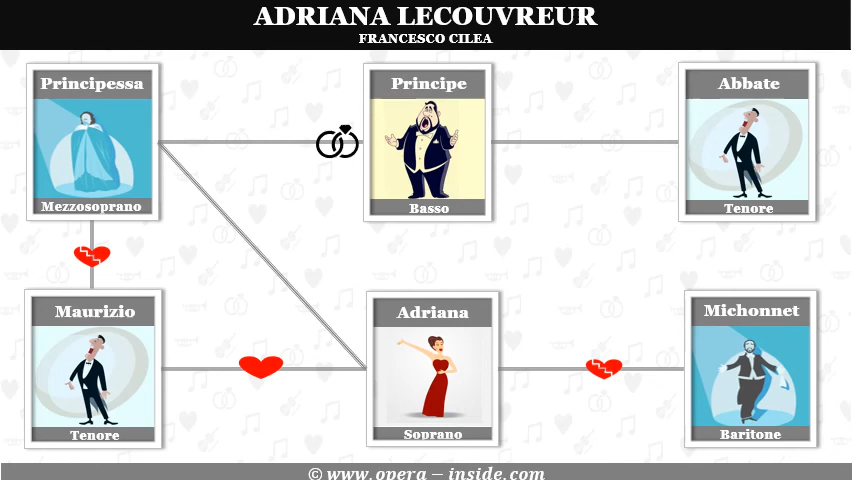 ADRIANA LECOUVREUR
FRANCESCO CILEA
Principessa
Principe
Abbate
Mezzosoprano
Basso
Tenore
Maurizio
Adriana
Michonnet
Tenore
Soprano
Baritone
© www.opera – inside.com